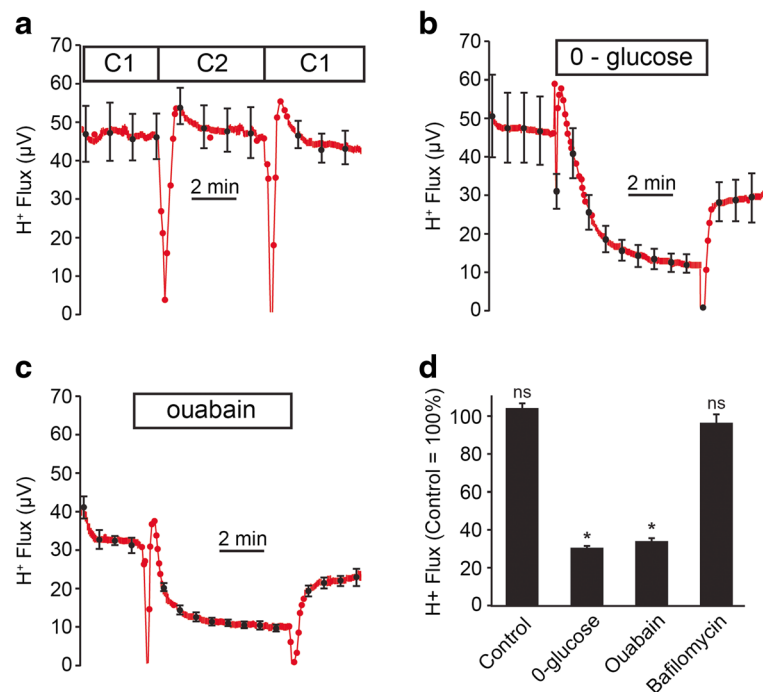 a
70
60
50
40
30
20
10
0
H+ Flux (µV)
C1 C2 C1
2 min
b
70
60
50
40
30
20
10
0
H+ Flux (µV)
0 - glucose
2 min
c
70
60
50
40
30
20
10
0
H+ Flux (µV)
ouabain
2 min
d
100
80
60
40
20
0
H+ Flux (Control = 100%)
ns
*
*
ns
Control
0-glucose
Ouabain
Bafilomycin